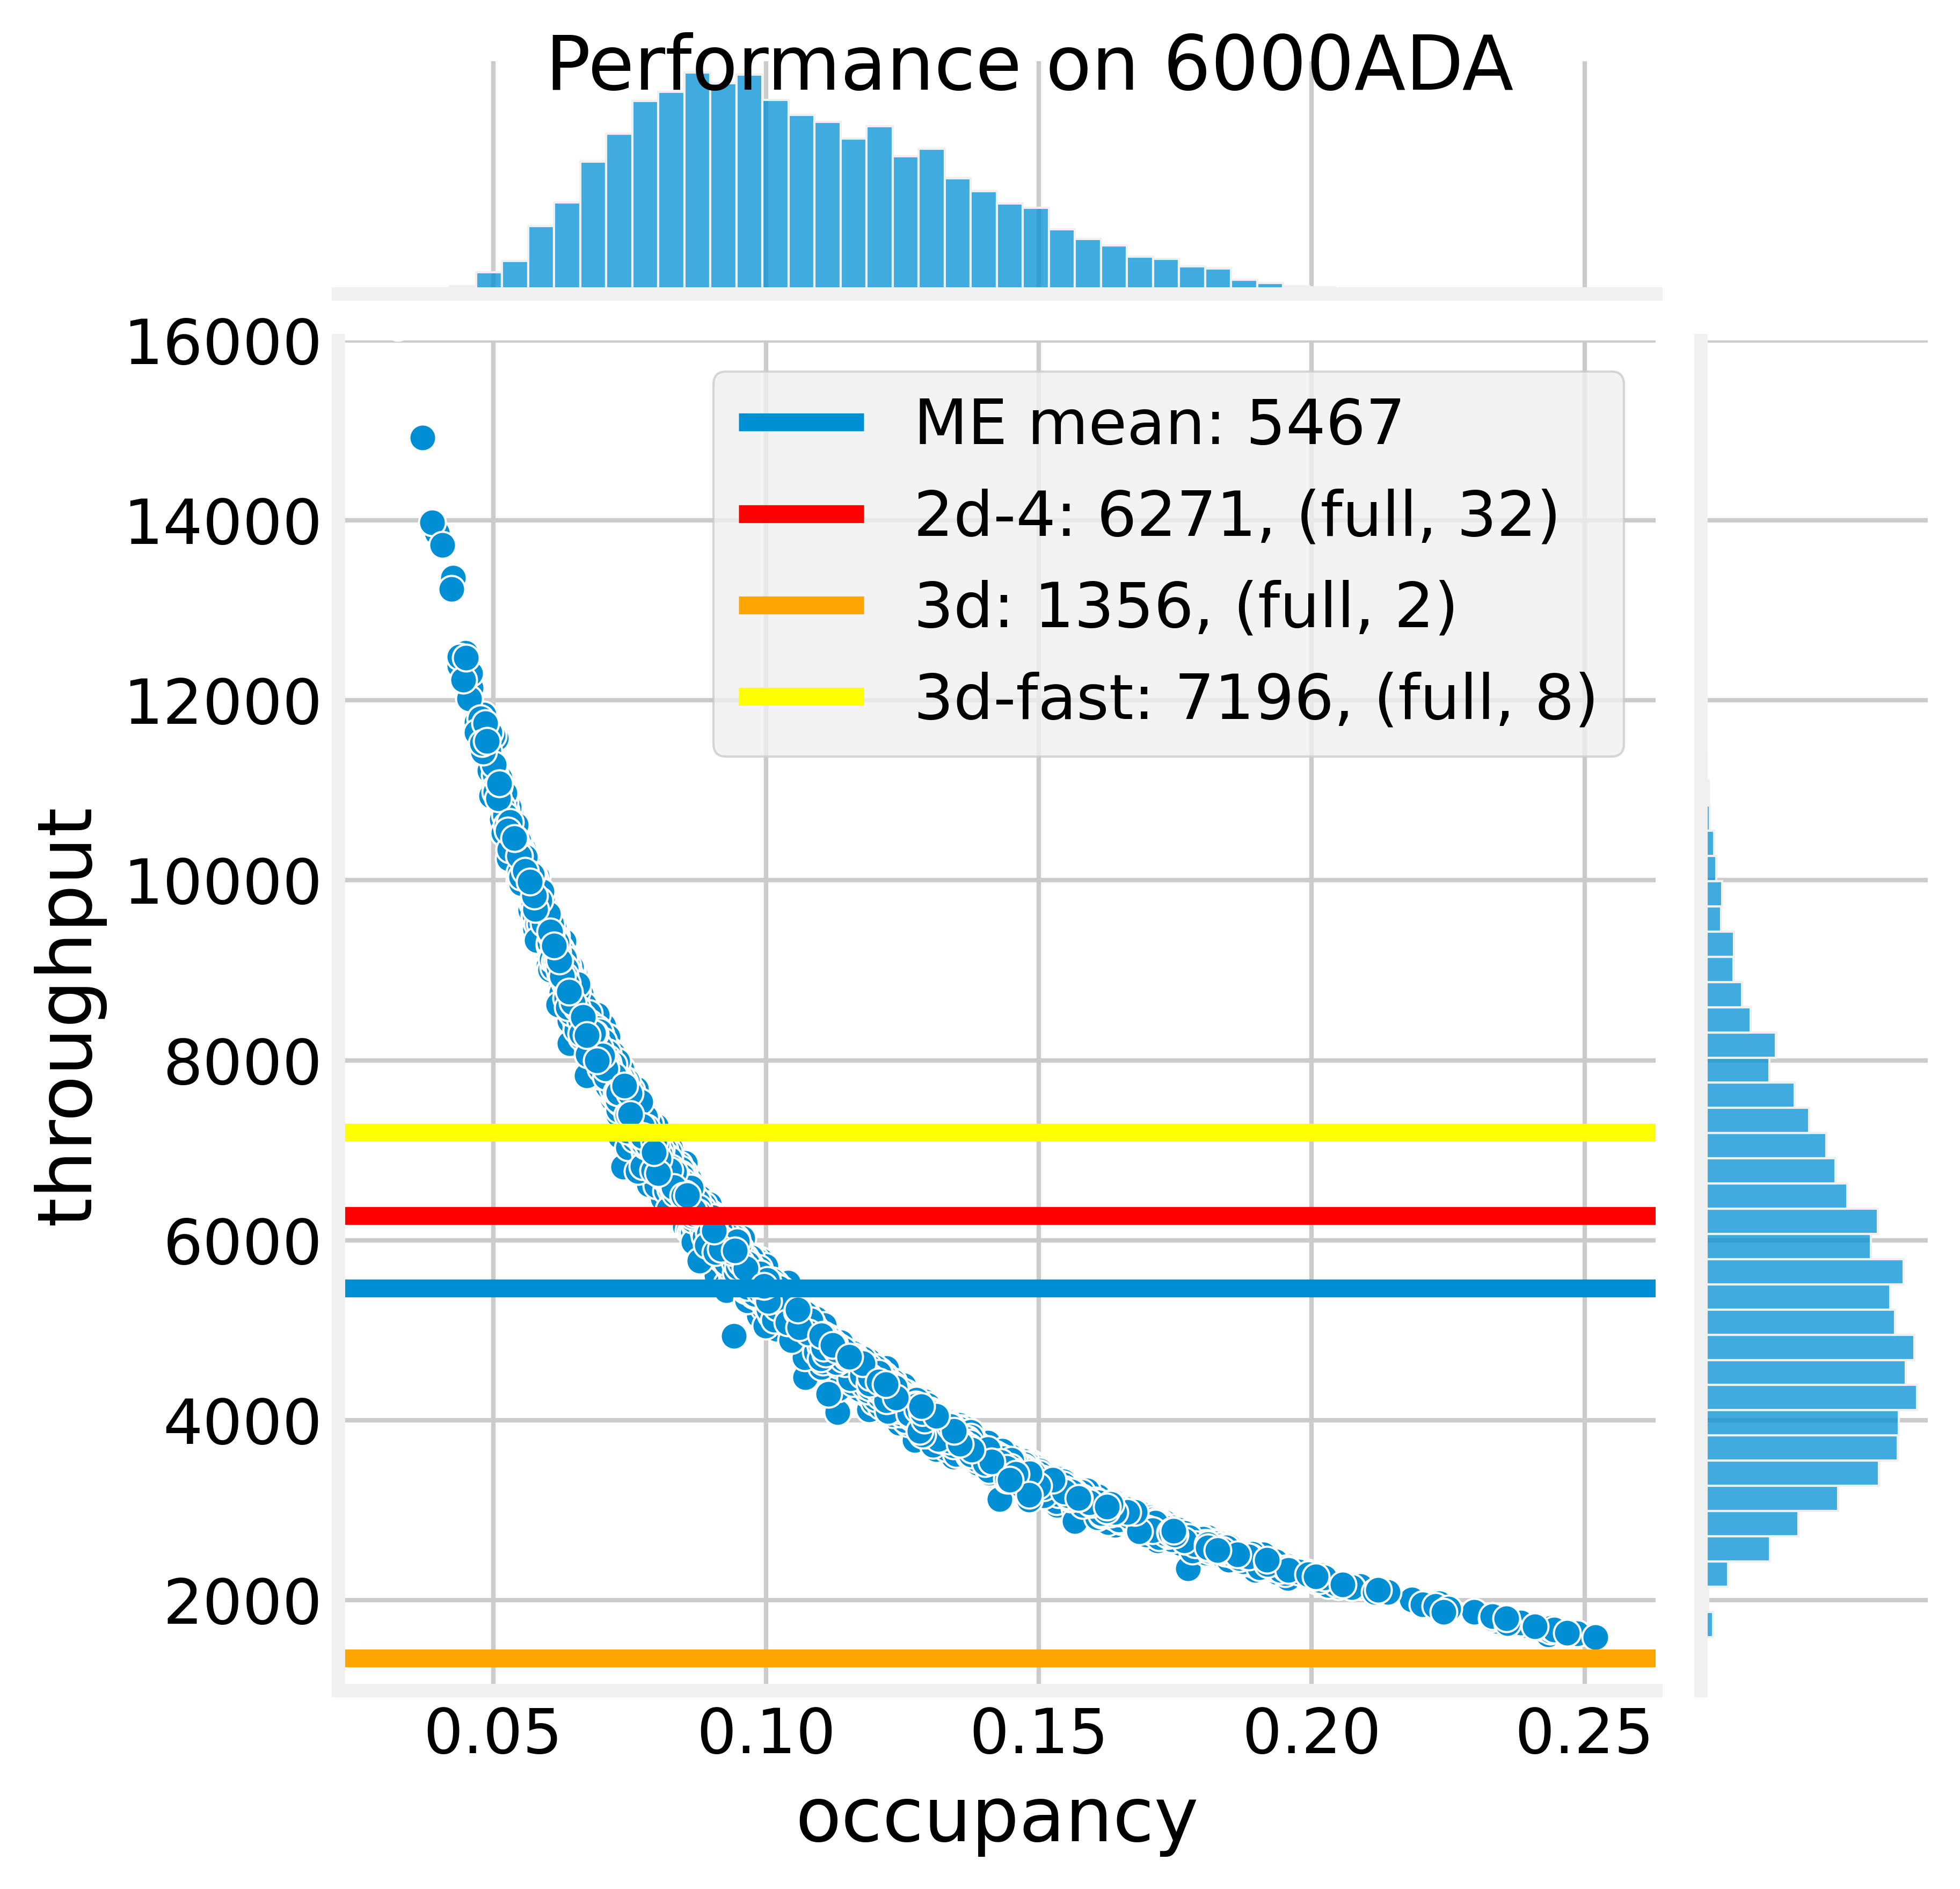 Performance on 6000ADA
16000
14000
12000
10000
8000
6000
4000
2000
throughput
ME mean: 5467
2d-4: 6271, (full, 32)
3d: 1356, (full, 2)
3d-fast: 7196, (full, 8)
0.05 0.10 0.15 0.20 0.25
occupancy